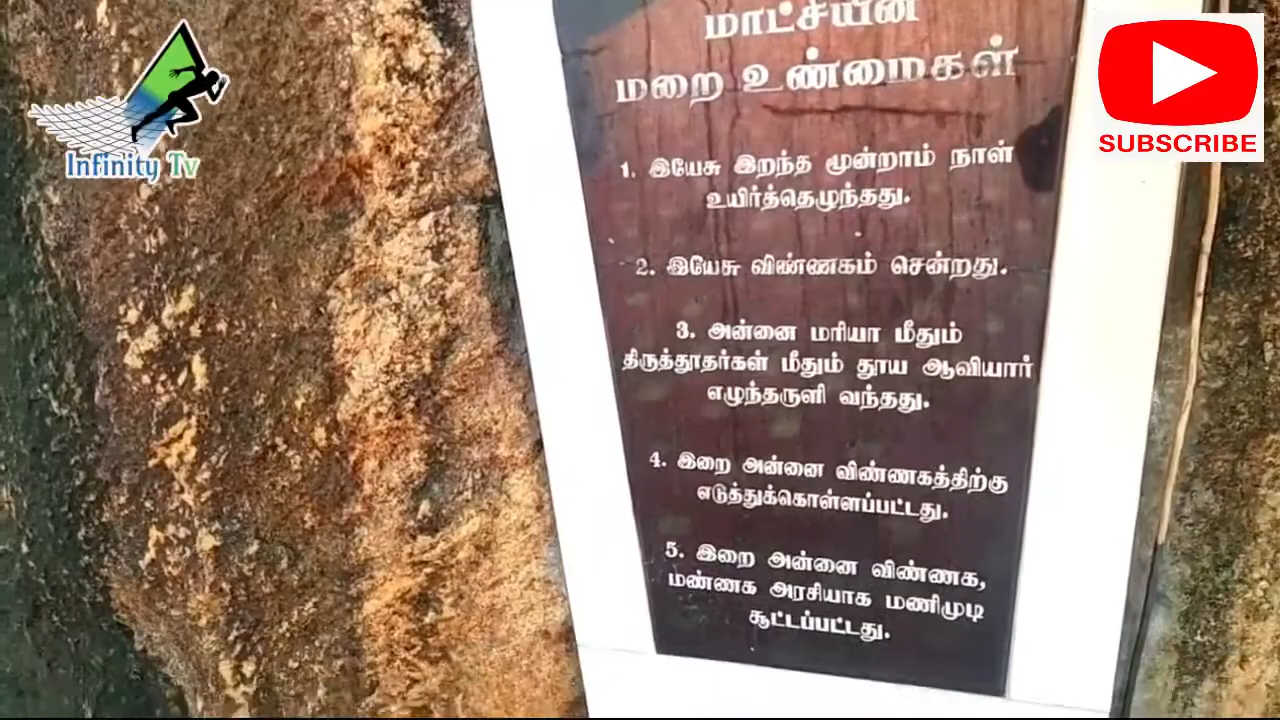 Infinity Tv
SUBSCRIBE
மாட்சியின்
மறை உண்மைகள்
1. இயேசு இறந்த மூன்றாம் நாள்
உயிர்த்தெழுந்தது.
2. இயேசு விண்ணகம் சென்றது.
3. அன்னை மரியா மீதும்
திருத்தூதர்கள் மீதும் தூய ஆவியார்
எழுந்தருளி வந்தது.
4. இறை அன்னை விண்ணகத்திற்கு
எடுத்துக்கொள்ளப்பட்டது.
5. இறை அன்னை விண்ணக,
மண்ணக அரசியாக மணிமுடி
சூட்டப்பட்டது.